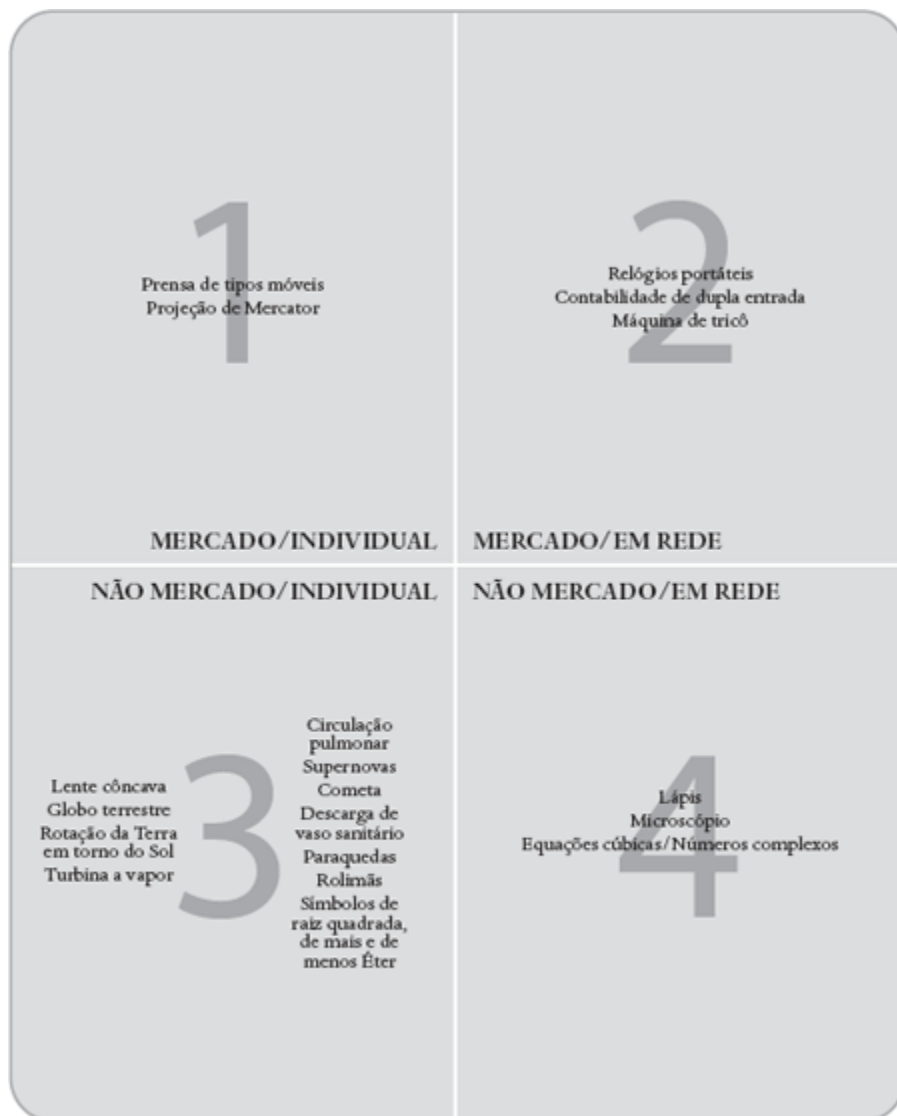 1
Prensa de tipos móveis
Projeção de Mercator
MERCADO/INDIVIDUAL
2
Relógios portáteis
Contabilidade de dupla entrada
Máquina de tricô
MERCADO/EM REDE
NÃO MERCADO/INDIVIDUAL
3
Lente côncava
Globo terrestre
Rotação da Terra
em torno do Sol
Turbina a vapor
Circulação
pulmonar
Supernovas
Cometa
Descarga de
vaso sanitário
Paraquedas
Rolimãs
Símbolos de
raiz quadrada,
de mais e de
menos Éter
NÃO MERCADO/EM REDE
4
Lápis
Microscópio
Equações cúbicas/Números complexos